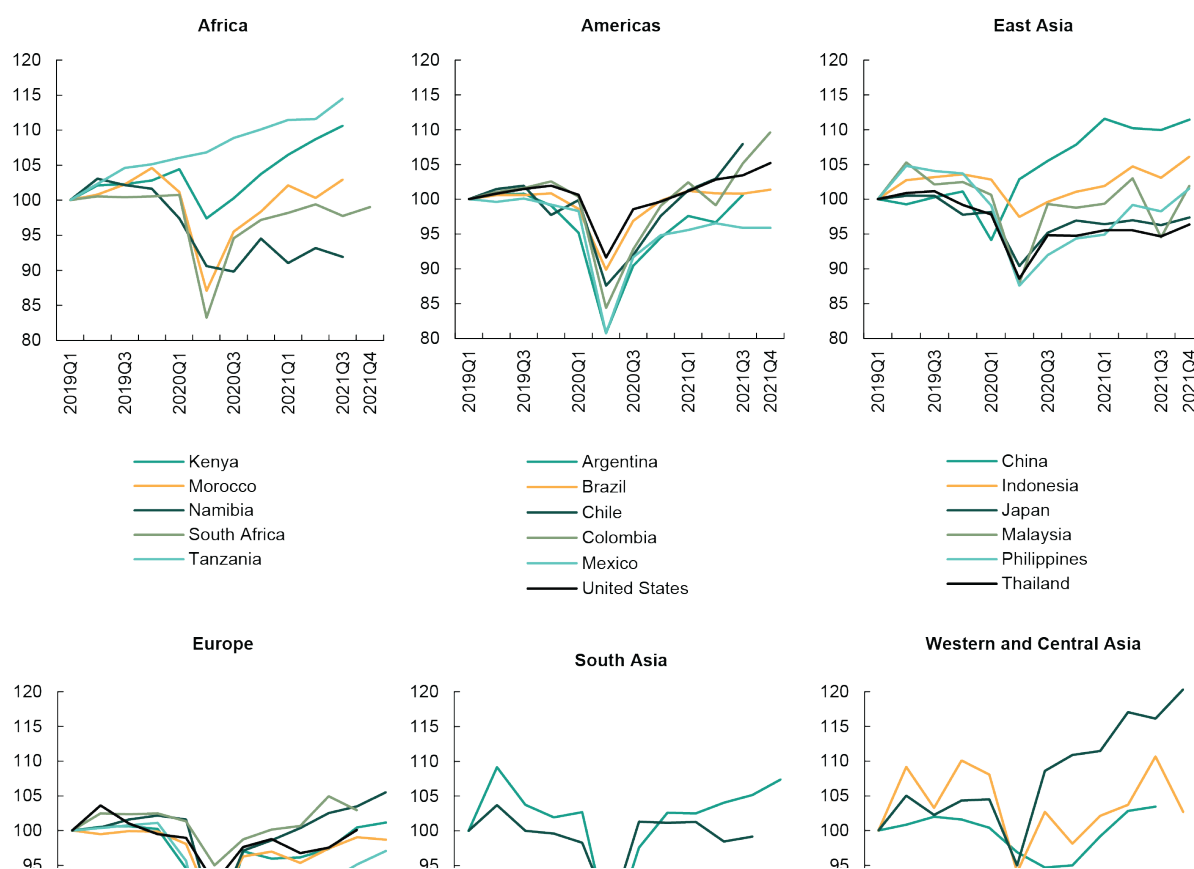 Africa
120
115
110
105
100
95
90
85
80
2019Q1
2019Q3
2020Q1
2020Q3
2021Q1
2021Q3
2021Q4
Kenya
Morocco
Namibia
South Africa
Tanzania
Americas
120
115
110
105
100
95
90
85
80
2019Q1
2019Q3
2020Q1
2020Q3
2021Q1
2021Q3
2021Q4
Argentina
Brazil
Chile
Colombia
Mexico
United States
East Asia
120
115
110
105
100
95
90
85
80
2019Q1
2019Q3
2020Q1
2020Q3
2021Q1
2021Q3
2021Q4
China
Indonesia
Japan
Malaysia
Philippines
Thailand
Europe
120
115
110
105
100
95
South Asia
120
115
110
105
100
95
Western and Central Asia
120
115
110
105
100
95